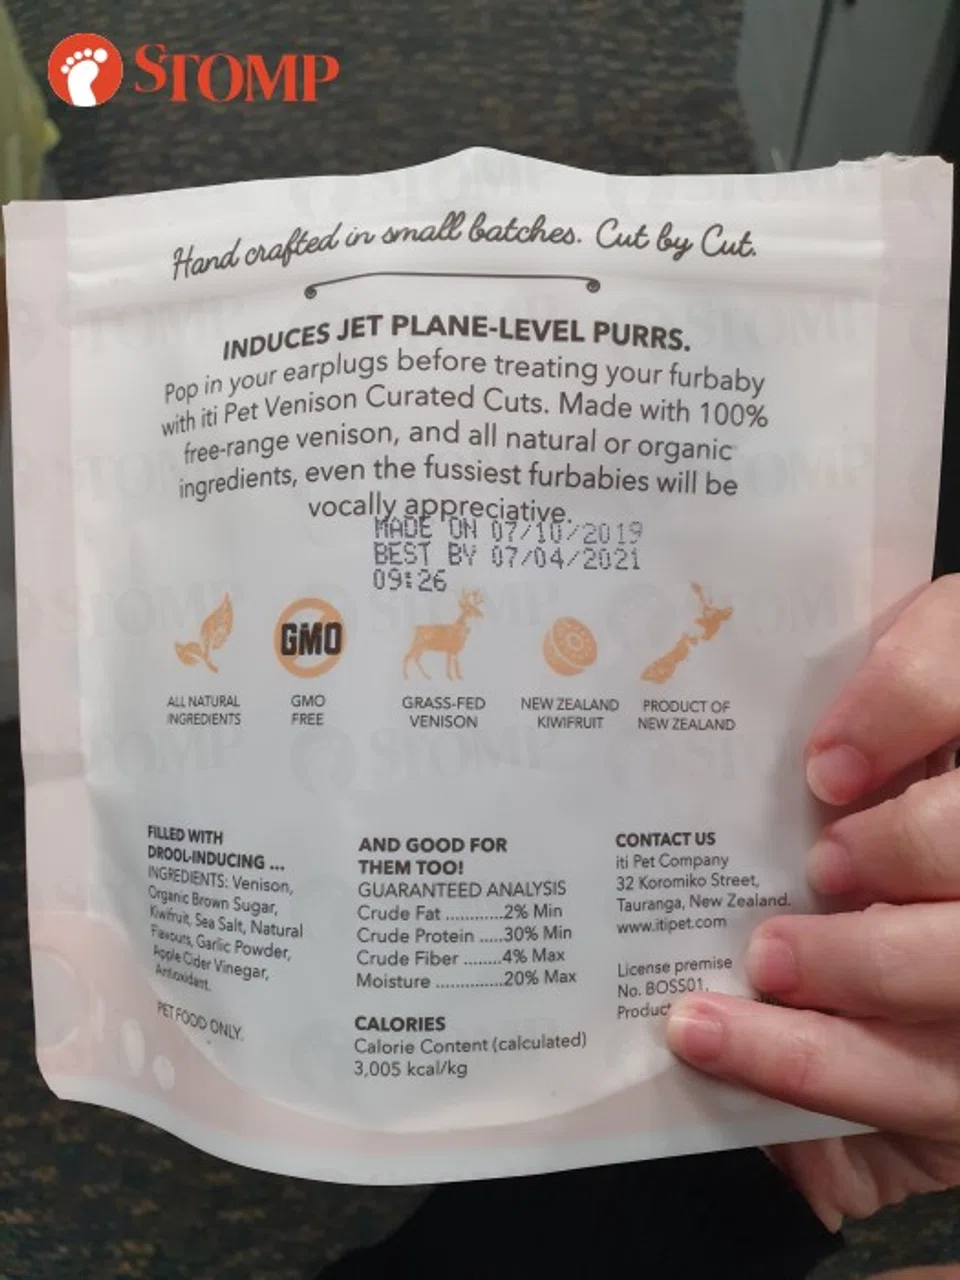 STOMP
Hand crafted in small batches. Cut by Cut.
INDUCES JET PLANE-LEVEL PURRS.
Pop in your earplugs before treating your furbaby
with iti Pet Venison Curated Cuts. Made with 100%
free-range venison, and all natural or organic
ingredients, even the fussiest furbabies will be
vocally appreciative.
MADE ON 07/10/2019
BEST BY 07/04/2021
09:26
GMO
ALL NATURAL
INGREDIENTS
GMO
FREE
GRASS-FED
VENISON
NEW ZEALAND
KIWIFRUIT
PRODUCT OF
NEW ZEALAND
FILLED WITH
DROOL-INDUCING ...
INGREDIENTS: Venison,
Organic Brown Sugar,
Kiwifruit, Sea Salt, Natural
Flavours, Garlic Powder,
Apple Cider Vinegar,
Antioxidant.
PET FOOD ONLY.
AND GOOD FOR
THEM TOO!
GUARANTEED ANALYSIS
Crude Fat ............2% Min
Crude Protein .....30% Min
Crude Fiber ........4% Max
Moisture ..............20% Max
CALORIES
Calorie Content (calculated)
3,005 kcal/kg
CONTACT US
iti Pet Company
32 Koromiko Street,
Tauranga, New Zealand.
www.itipet.com
License premise
No. BOSS01.
Product